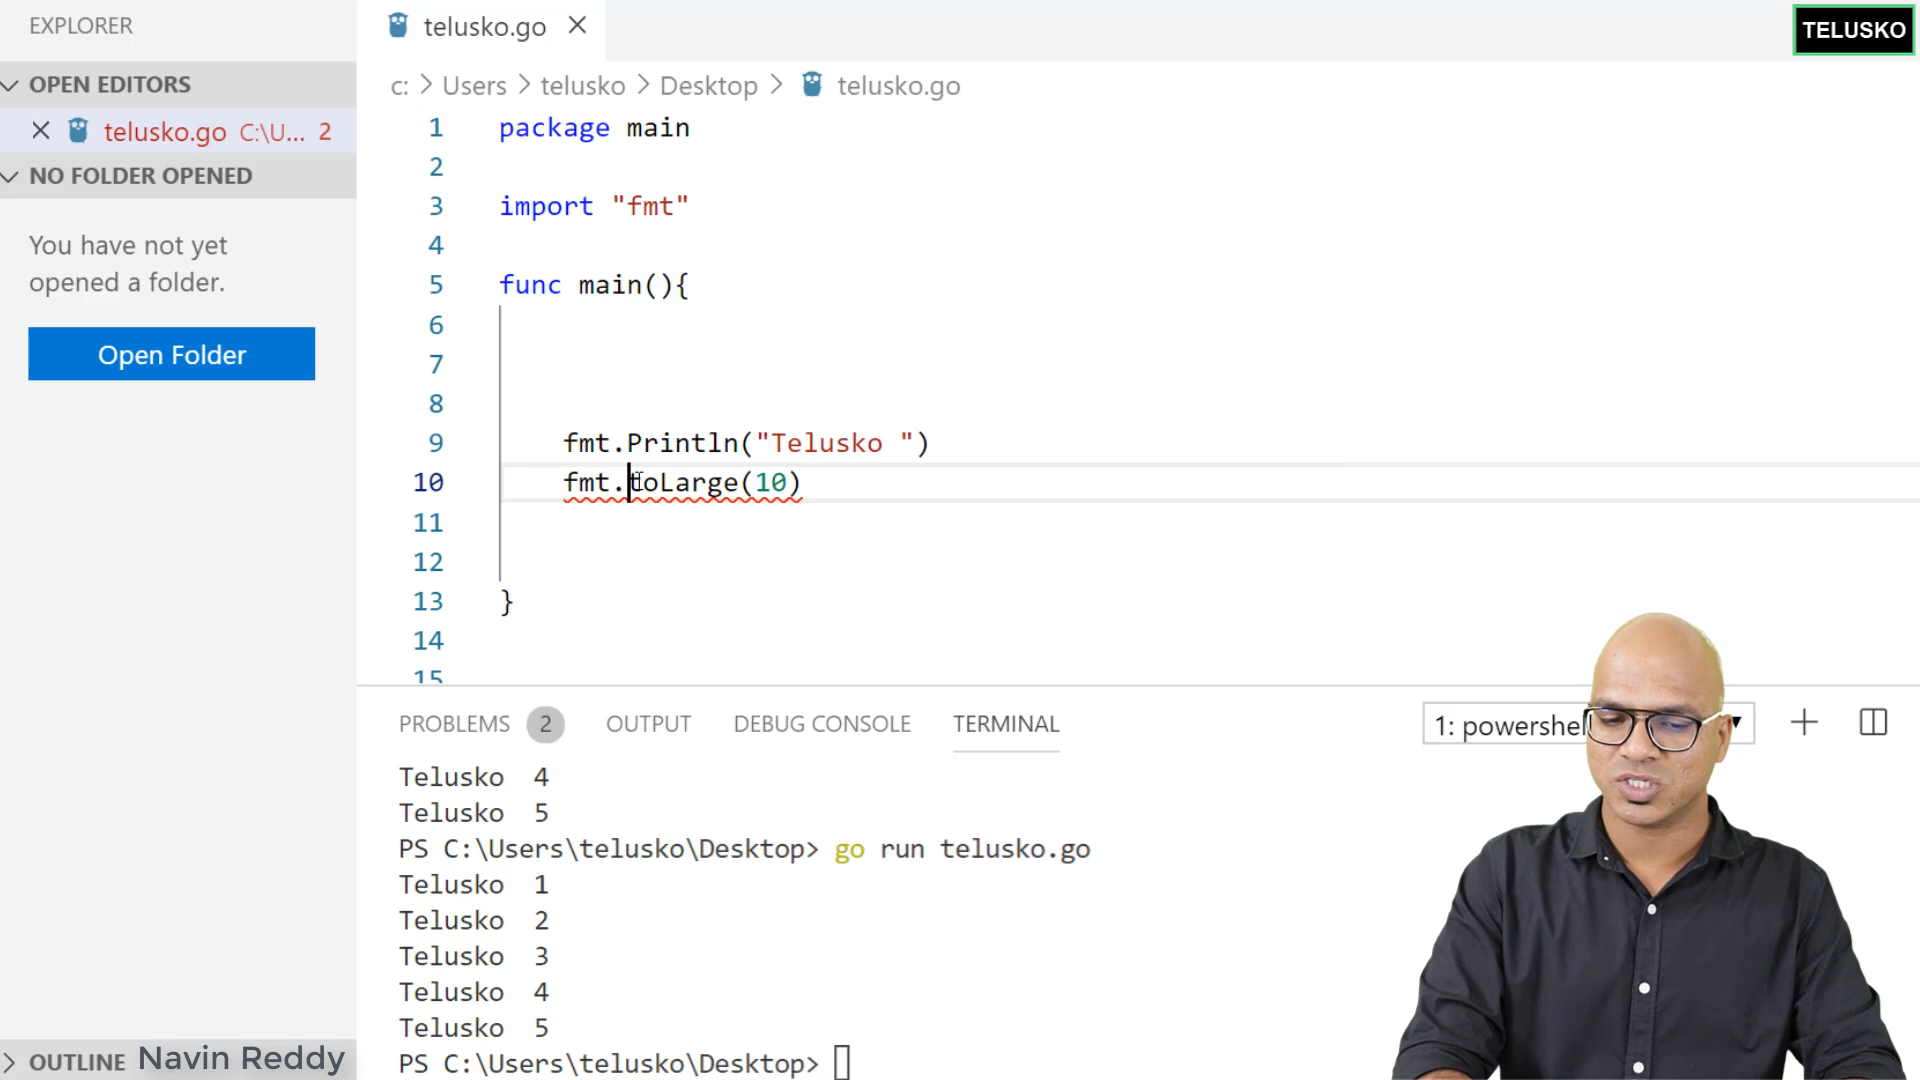 EXPLORER
OPEN EDITORS
telusko.go C:\U... 2
NO FOLDER OPENED
You have not yet
opened a folder.
Open Folder
OUTLINE
Navin Reddy
telusko.go
TELUSKO
c: > Users > telusko > Desktop > telusko.go
1 package main
2
3 import "fmt"
4
5 func main(){
6
7
8
9 fmt.Println("Telusko ")
10 fmt.toLarge(10)
11
12
13 }
14
15
PROBLEMS 2 OUTPUT DEBUG CONSOLE TERMINAL
1: powershel
Telusko 4
Telusko 5
PS C:\Users\telusko\Desktop> go run telusko.go
Telusko 1
Telusko 2
Telusko 3
Telusko 4
Telusko 5
PS C:\Users\telusko\Desktop>